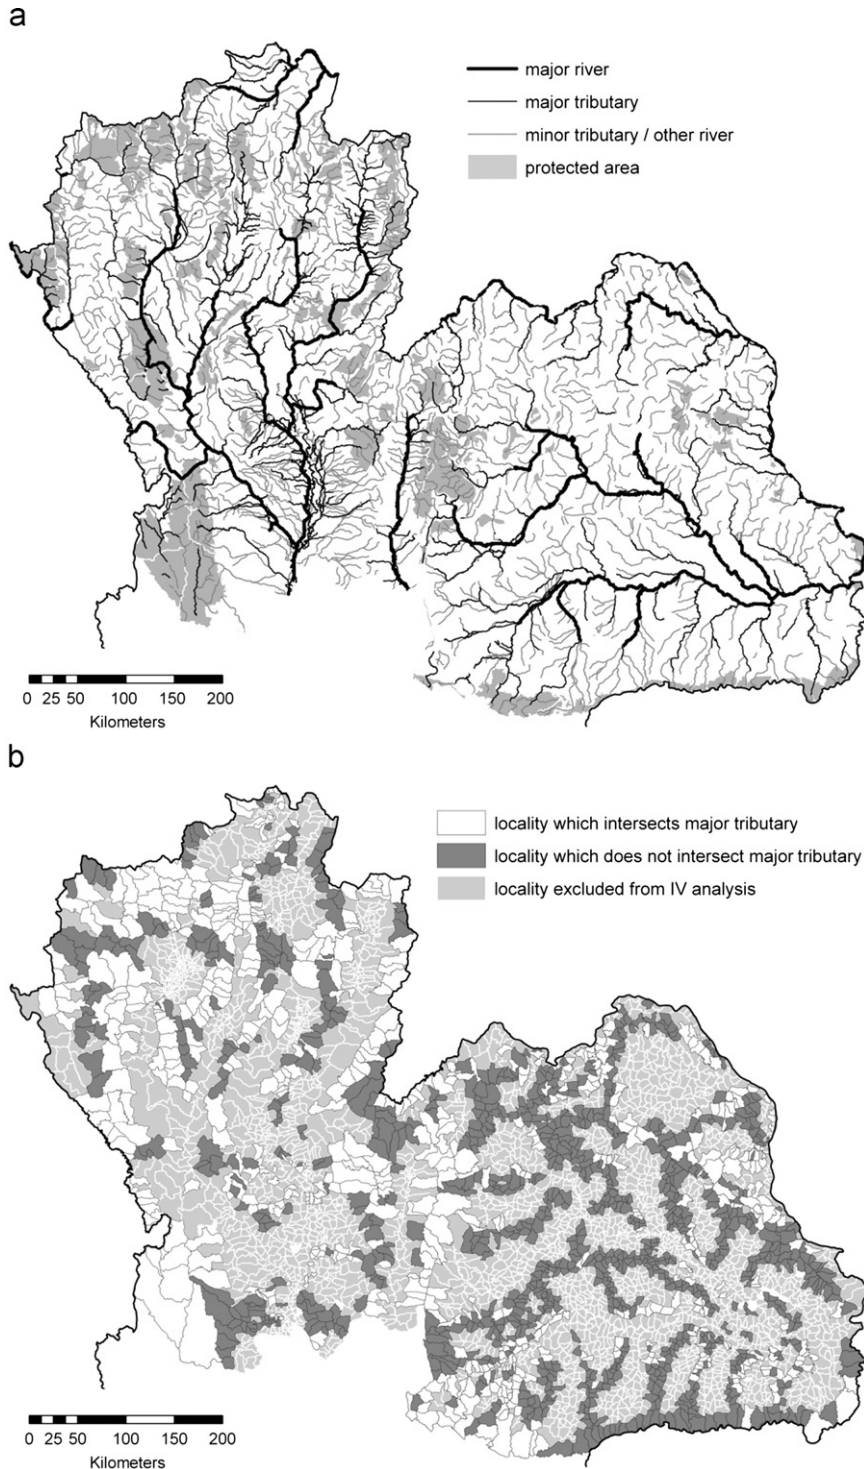 a
major river
major tributary
minor tributary / other river
protected area
0 25 50 100 150 200
Kilometers
b
locality which intersects major tributary
locality which does not intersect major tributary
locality excluded from IV analysis
0 25 50 100 150 200
Kilometers